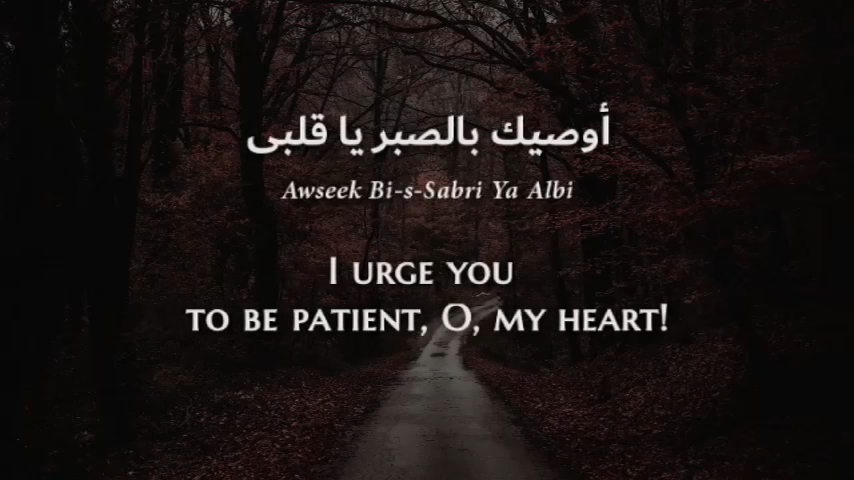 أوصيك بالصبر يا قلبى
Awseek Bi-s-Sabri Ya Albi
I URGE YOU
TO BE PATIENT, O, MY HEART!